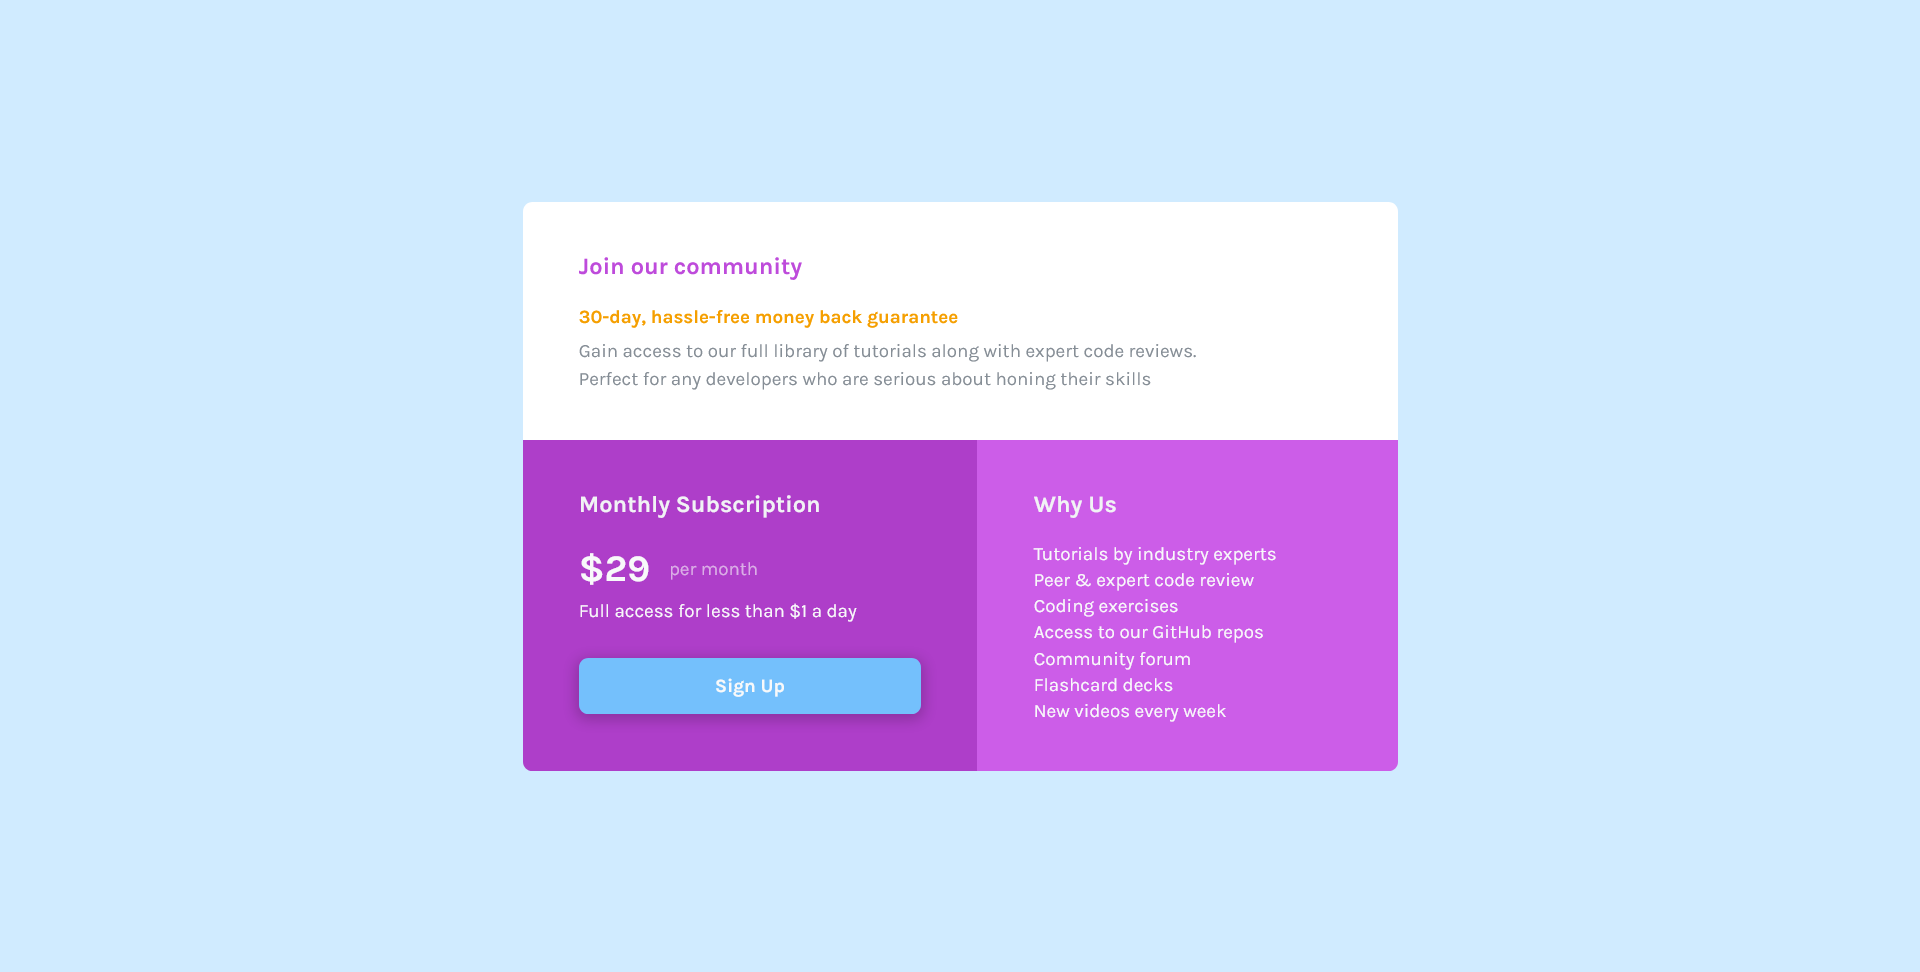 Join our community
30-day, hassle-free money back guarantee
Gain access to our full library of tutorials along with expert code reviews.
Perfect for any developers who are serious about honing their skills
Monthly Subscription
$29 per month
Full access for less than $1 a day
Sign Up
Why Us
Tutorials by industry experts
Peer & expert code review
Coding exercises
Access to our GitHub repos
Community forum
Flashcard decks
New videos every week